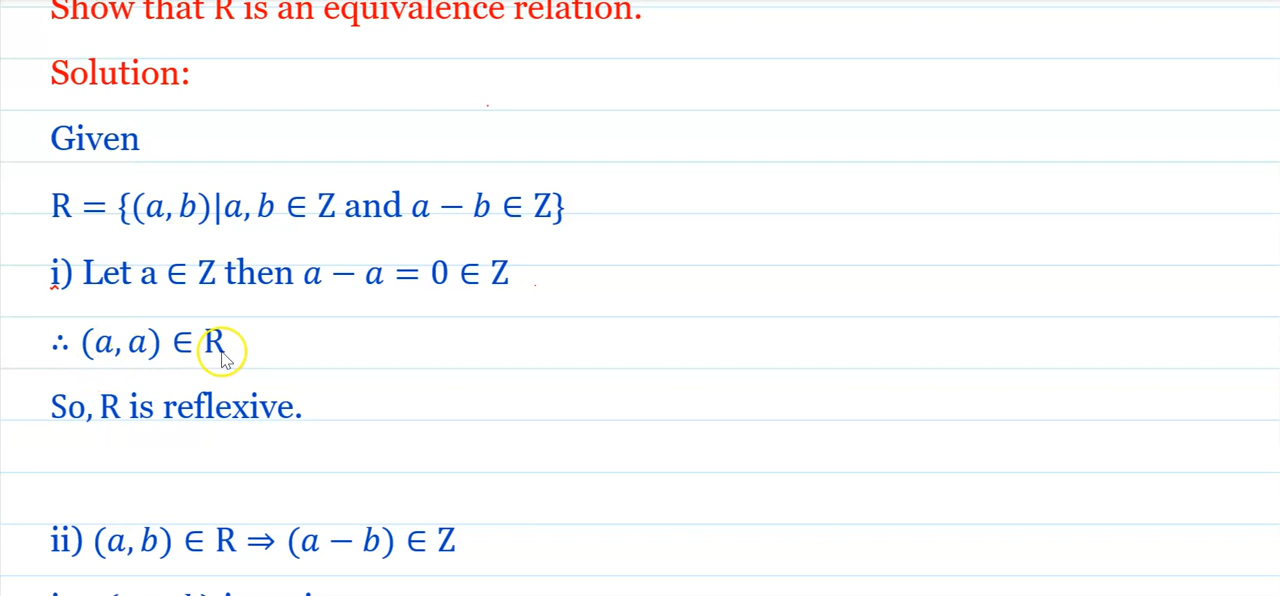 Show that R is an equivalence relation.
Solution:
Given
R = {(a, b)|a, b ∈ Z and a − b ∈ Z}
i) Let a ∈ Z then a − a = 0 ∈ Z
∴ (a, a) ∈ R
So, R is reflexive.
ii) (a, b) ∈ R ⇒ (a − b) ∈ Z